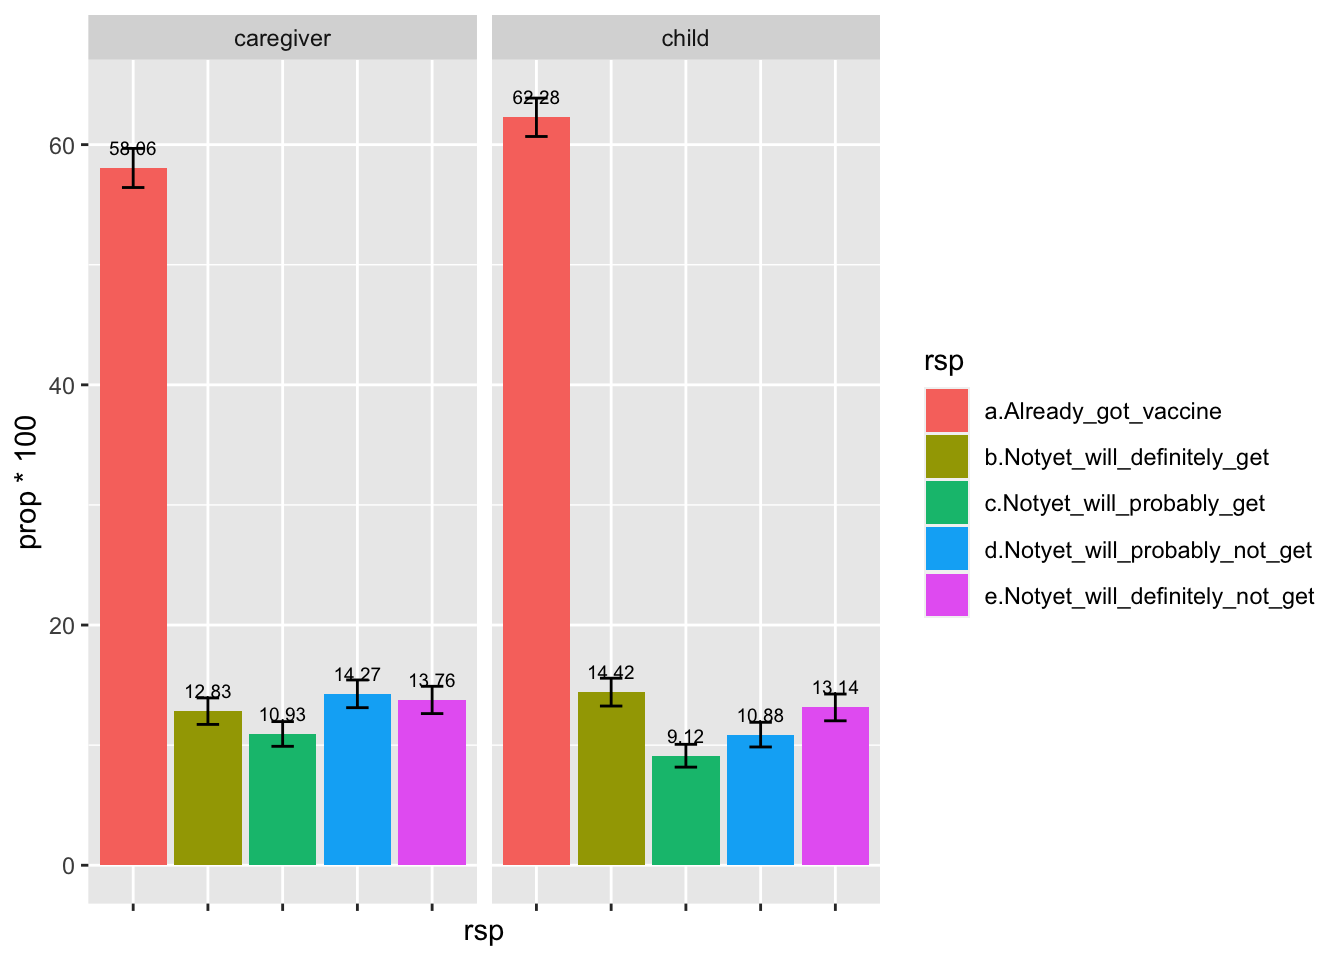 caregiver
child
62.28
58.06
60
40
prop * 100
20
0
12.83
10.93
14.27
13.76
14.42
9.12
10.88
13.14
rsp
rsp
a.Already_got_vaccine
b.Notyet_will_definitely_get
c.Notyet_will_probably_get
d.Notyet_will_probably_not_get
e.Notyet_will_definitely_not_get